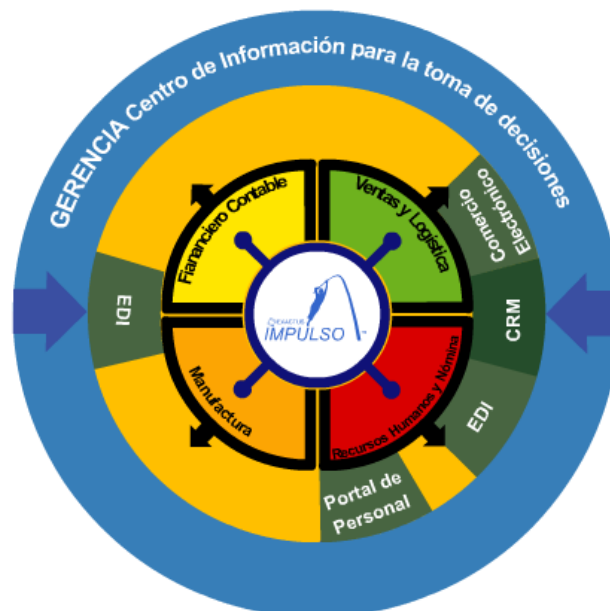 GERENCIA Centro de Información para la toma de decisiones
Fiananciero Contable
Ventas y Logística
Comercio
Electrónico
EDI
EXACTUS
IMPULSO
CRM
Manufactura
Recursos Humanos y Nómina
EDI
Portal de
Personal